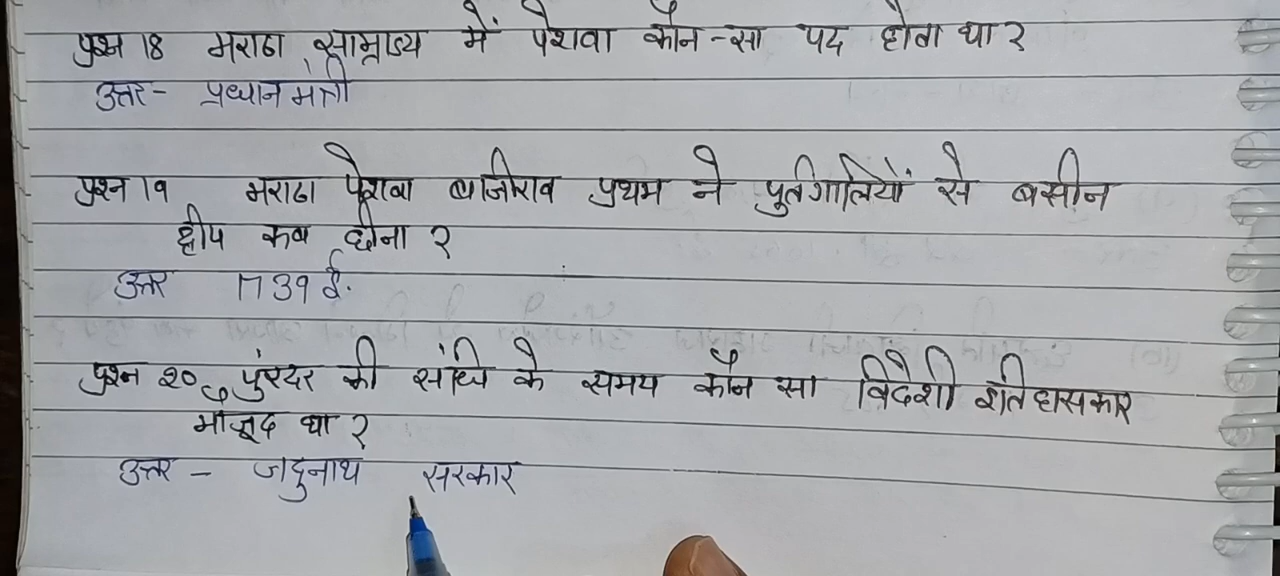 प्रश्न 18 मराठा साम्राज्य में पेशवा कौन-सा पद होता था?
उत्तर- प्रधानमंत्री
प्रश्न 19 मराठा पेशवा बाजीराव प्रथम ने पुर्तगालियों से बसीन
द्वीप कब छीना?
उत्तर 1739 ई.
प्रश्न 20 पुरंदर की संधि के समय कौन सा विदेशी इतिहासकार
मौजूद था?
उत्तर - जदुनाथ सरकार